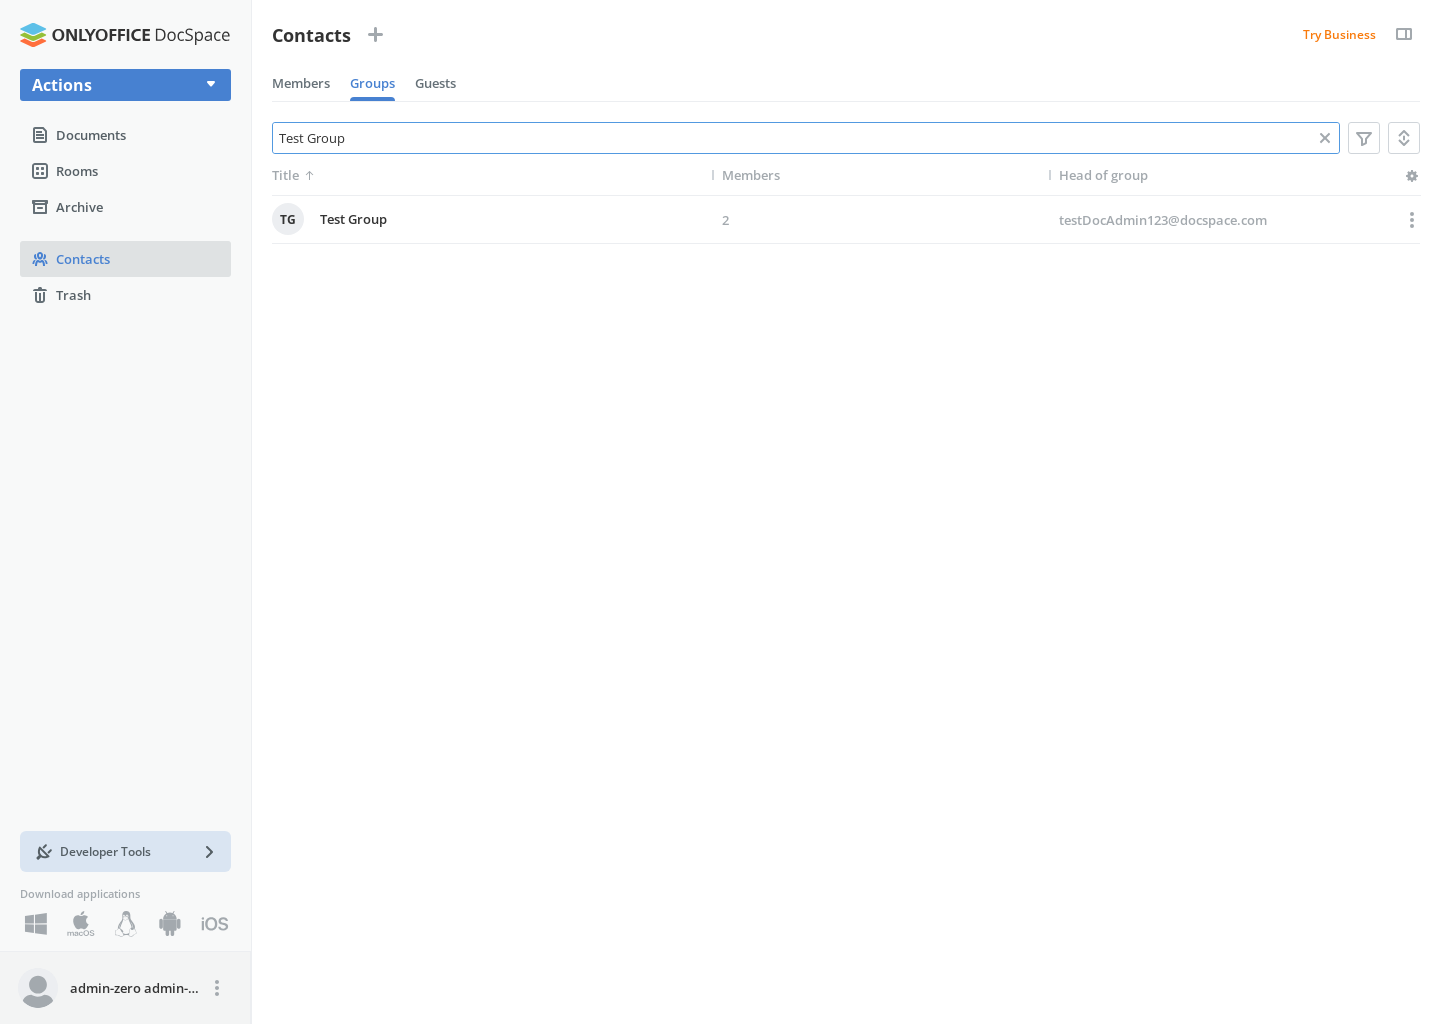 ONLYOFFICE DocSpace
Actions
Documents
Rooms
Archive
Contacts
Trash
Developer Tools
Download applications
macOS
iOS
admin-zero admin-...
Contacts
Try Business
Members Groups Guests
Test Group
Title Members Head of group
TG Test Group 2 testDocAdmin123@docspace.com